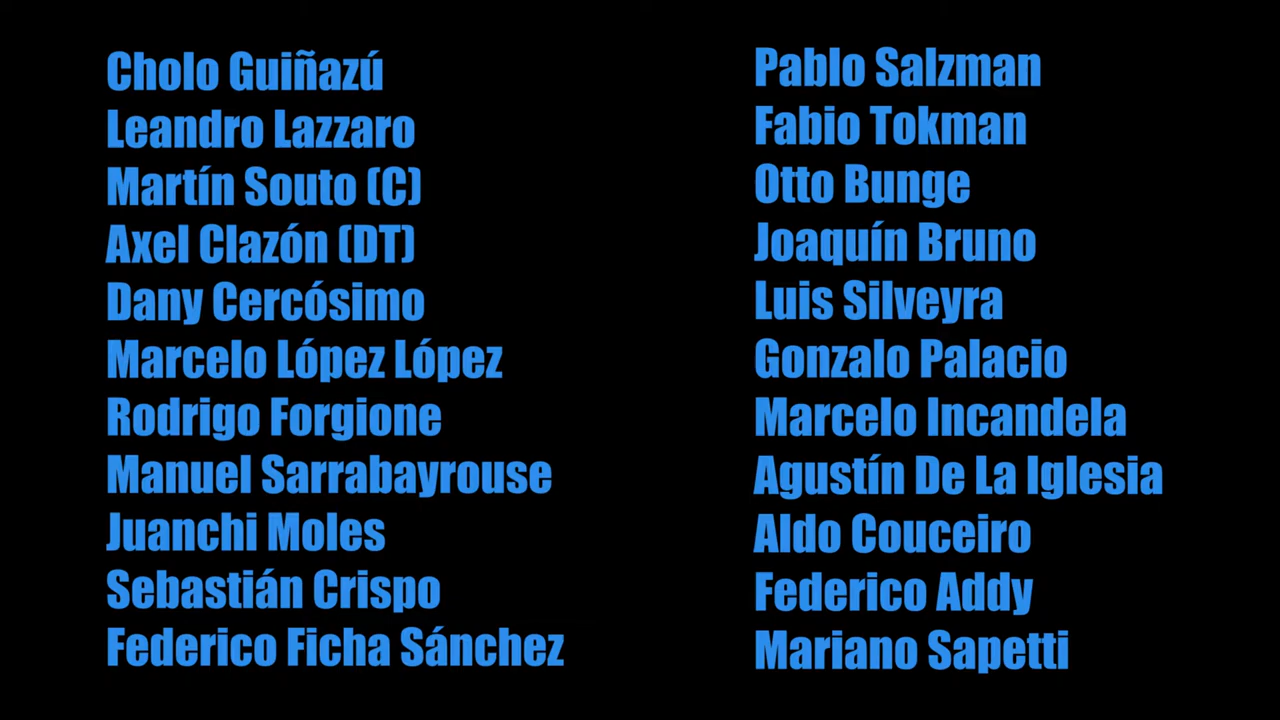 Cholo Guiñazú
Leandro Lazzaro
Martín Souto (C)
Axel Clazón (DT)
Dany Cercósimo
Marcelo López López
Rodrigo Forgione
Manuel Sarrabayrouse
Juanchi Moles
Sebastián Crispo
Federico Ficha Sánchez
Pablo Salzman
Fabio Tokman
Otto Bunge
Joaquín Bruno
Luis Silveyra
Gonzalo Palacio
Marcelo Incandela
Agustín De La Iglesia
Aldo Couceiro
Federico Addy
Mariano Sapetti